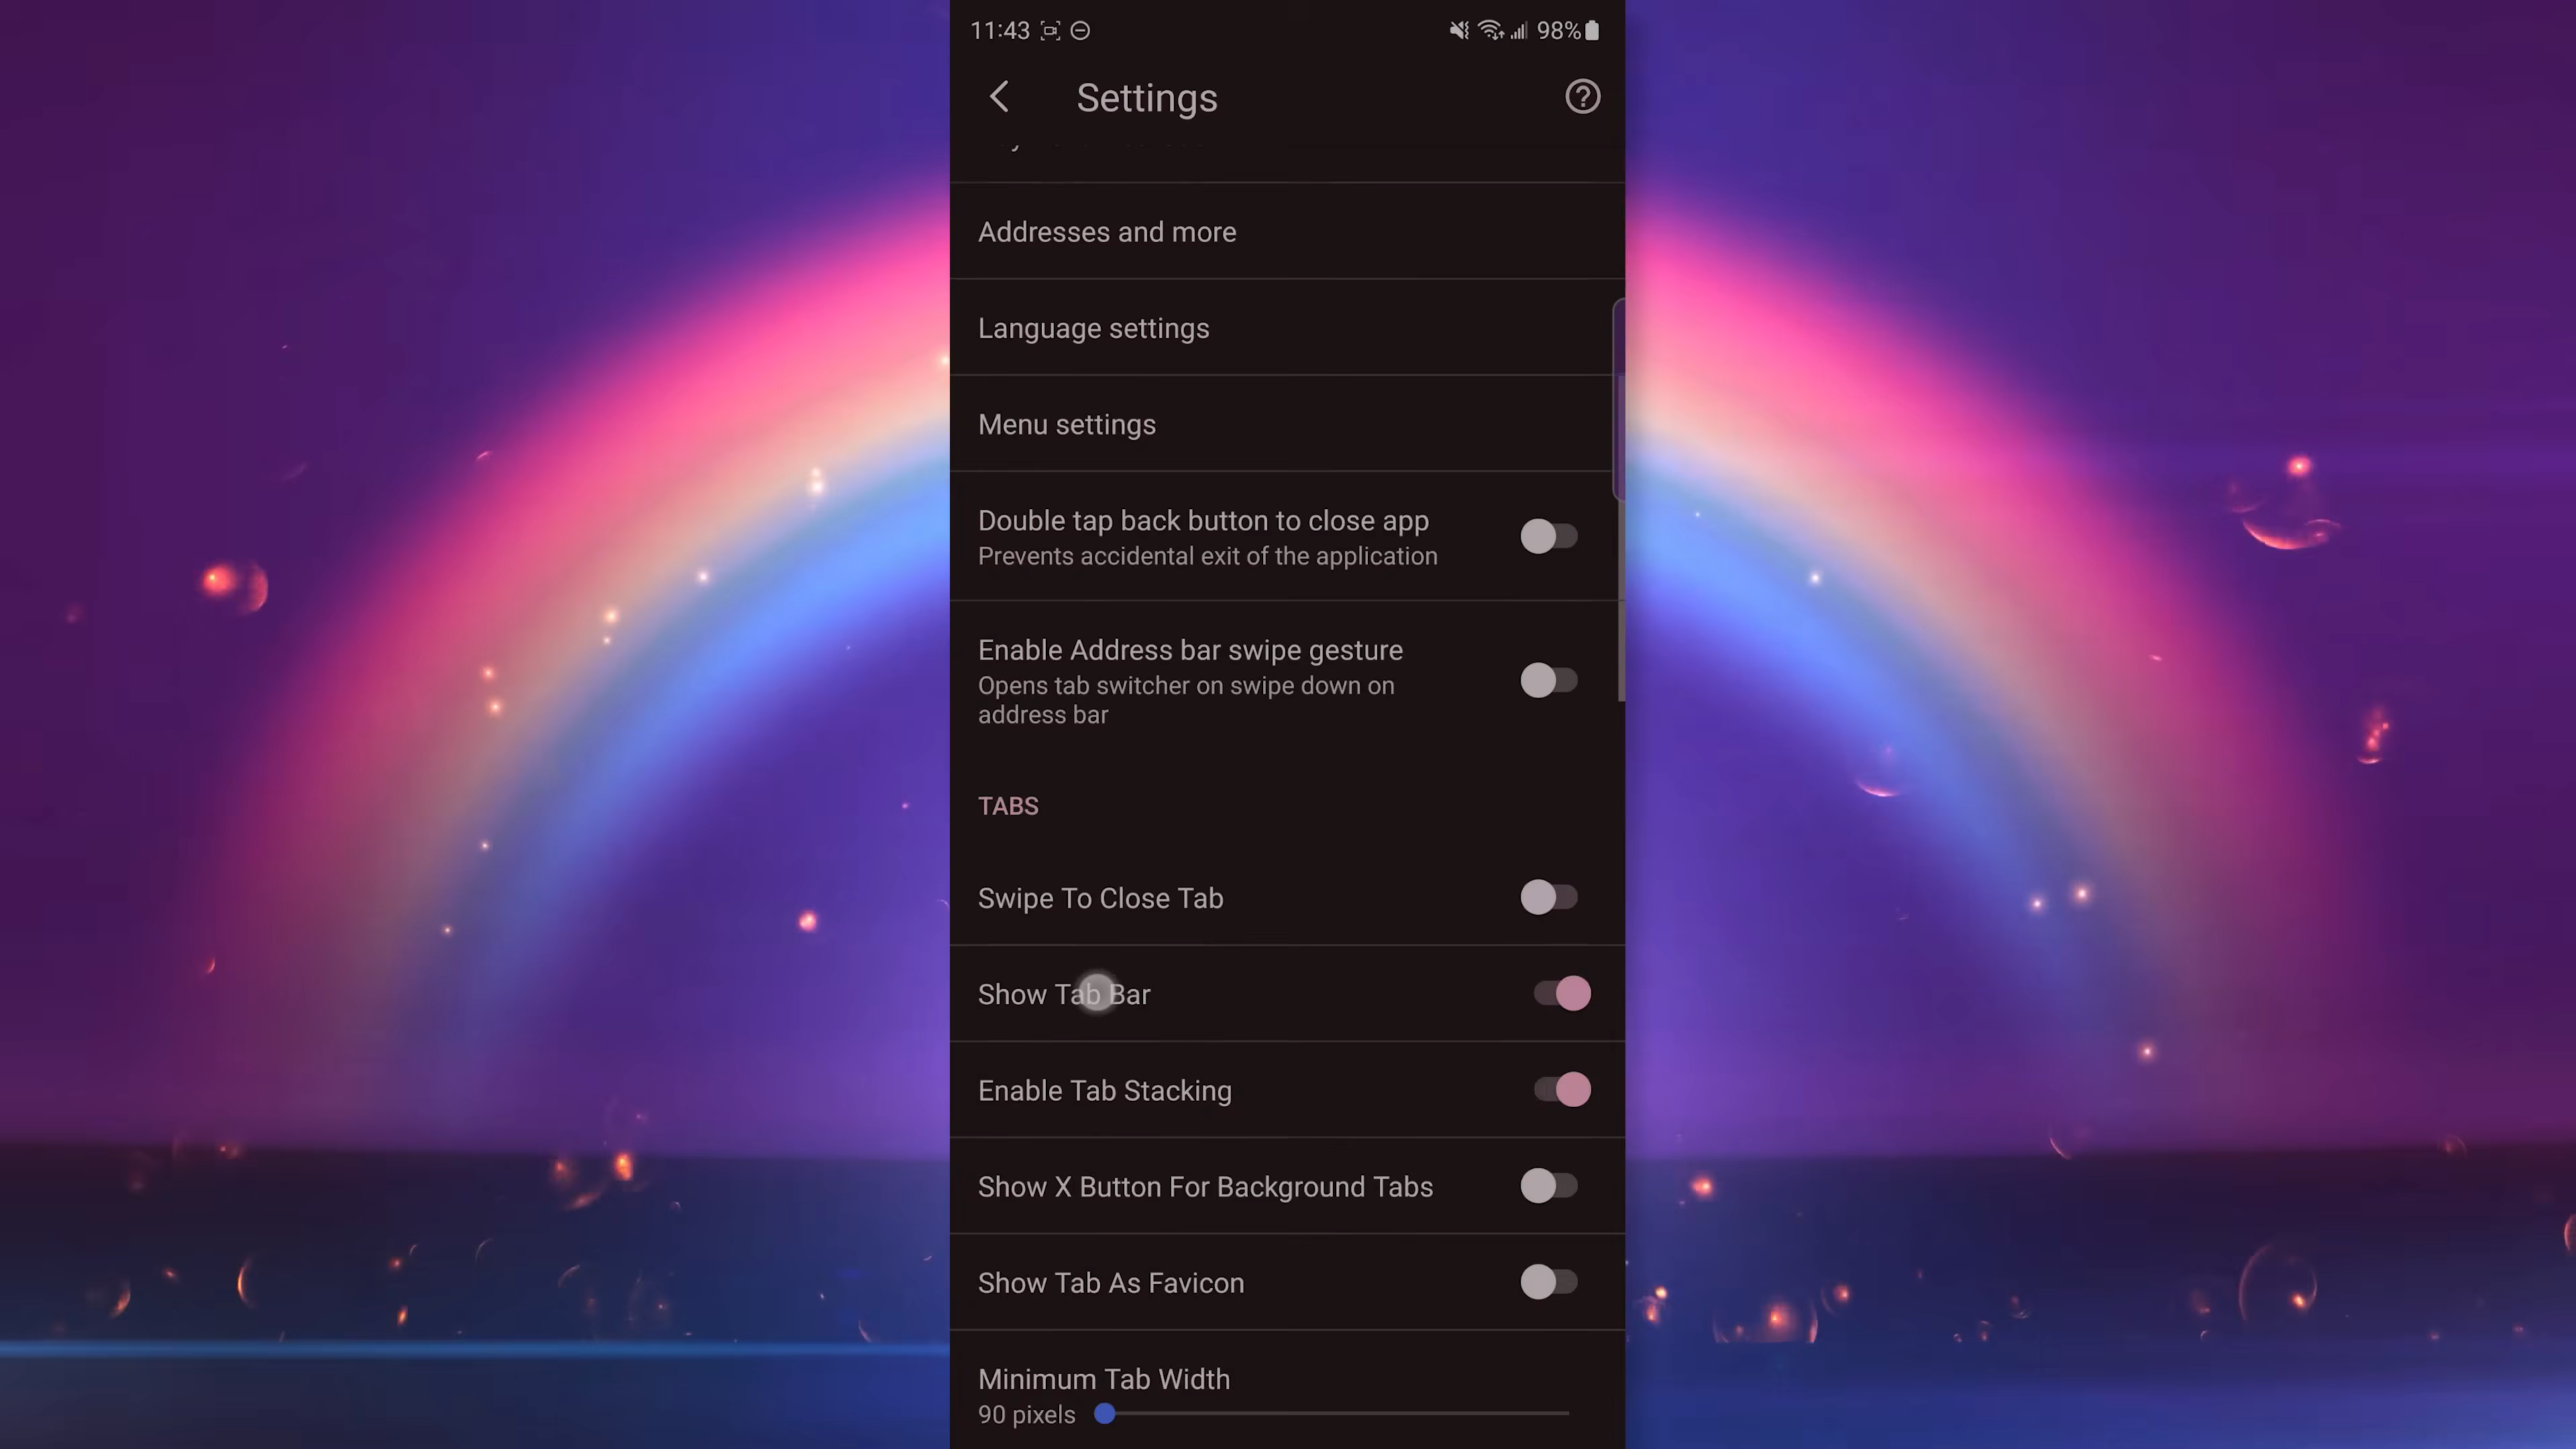 11:43
98%
Settings
Addresses and more
Language settings
Menu settings
Double tap back button to close app
Prevents accidental exit of the application
Enable Address bar swipe gesture
Opens tab switcher on swipe down on
address bar
TABS
Swipe To Close Tab
Show Tab Bar
Enable Tab Stacking
Show X Button For Background Tabs
Show Tab As Favicon
Minimum Tab Width
90 pixels